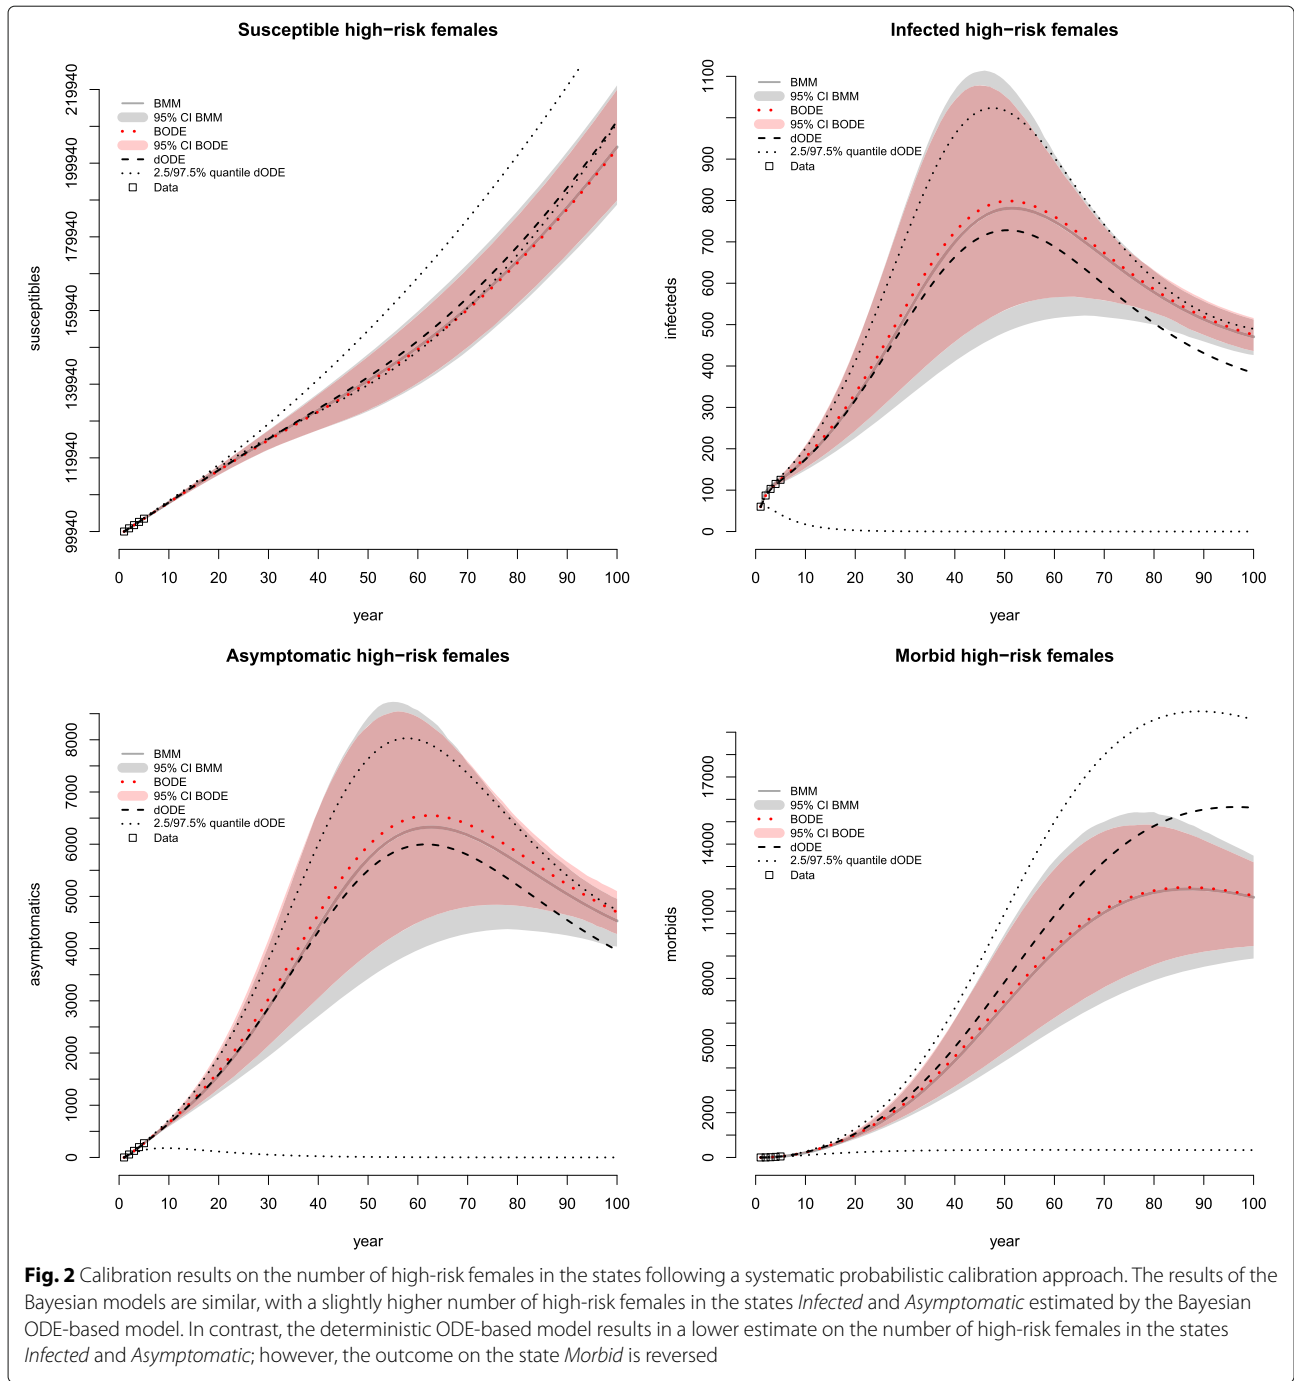 Susceptible high−risk females
susceptibles
219940
199940
179940
159940
139940
119940
99940
BMM
95% CI BMM
BODE
95% CI BODE
dODE
2.5/97.5% quantile dODE
Data
0 10 20 30 40 50 60 70 80 90 100
year
Infected high−risk females
infecteds
1100
900
800
700
600
500
400
300
200
100
0
BMM
95% CI BMM
BODE
95% CI BODE
dODE
2.5/97.5% quantile dODE
Data
0 10 20 30 40 50 60 70 80 90 100
year
Asymptomatic high−risk females
asymptomatics
8000
7000
6000
5000
4000
3000
2000
1000
0
BMM
95% CI BMM
BODE
95% CI BODE
dODE
2.5/97.5% quantile dODE
Data
0 10 20 30 40 50 60 70 80 90 100
year
Morbid high−risk females
morbids
17000
14000
11000
8000
5000
2000
0
BMM
95% CI BMM
BODE
95% CI BODE
dODE
2.5/97.5% quantile dODE
Data
0 10 20 30 40 50 60 70 80 90 100
year
Fig. 2 Calibration results on the number of high-risk females in the states following a systematic probabilistic calibration approach. The results of the
Bayesian models are similar, with a slightly higher number of high-risk females in the states Infected and Asymptomatic estimated by the Bayesian
ODE-based model. In contrast, the deterministic ODE-based model results in a lower estimate on the number of high-risk females in the states
Infected and Asymptomatic; however, the outcome on the state Morbid is reversed